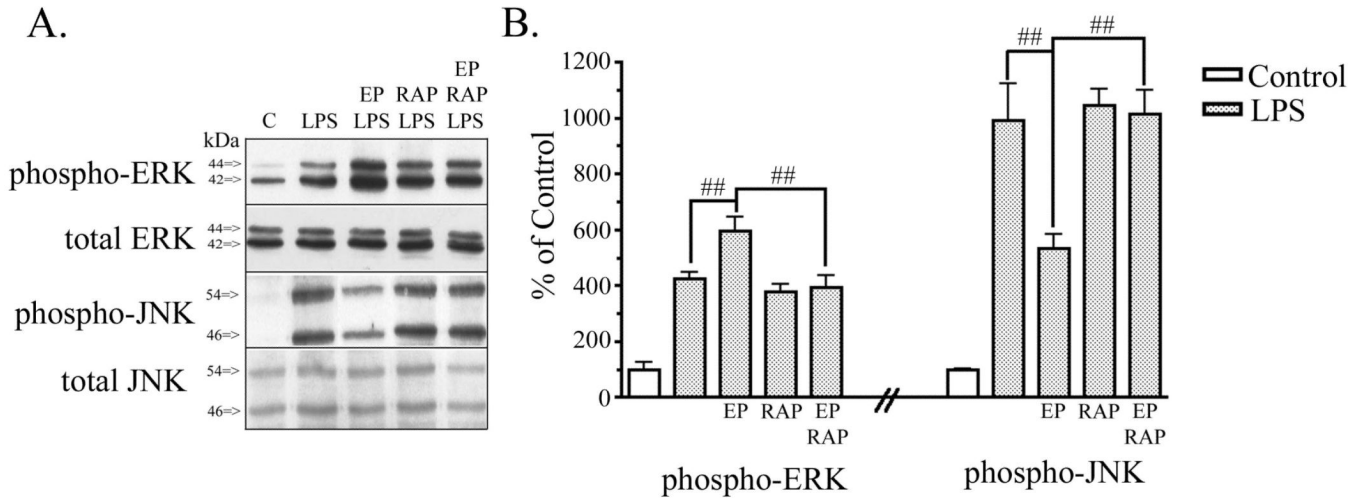 A.
EP
EP RAP RAP
C LPS LPS LPS LPS
kDa
phospho-ERK
44=>
42=>
total ERK
44=>
42=>
phospho-JNK
54=>
46=>
total JNK
54=>
46=>
B.
% of Control
1200
1000
800
600
400
200
0
##
##
##
##
EP
RAP
EP
RAP
phospho-ERK
EP
RAP
EP
RAP
phospho-JNK
Control
LPS